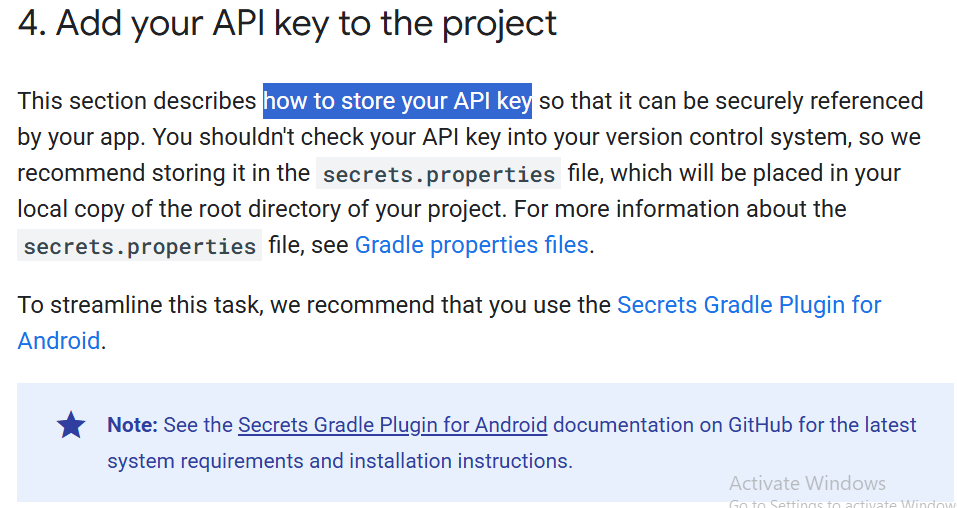 4. Add your API key to the project
This section describes how to store your API key so that it can be securely referenced
by your app. You shouldn't check your API key into your version control system, so we
recommend storing it in the secrets.properties file, which will be placed in your
local copy of the root directory of your project. For more information about the
secrets.properties file, see Gradle properties files.
To streamline this task, we recommend that you use the Secrets Gradle Plugin for
Android.
Note: See the Secrets Gradle Plugin for Android documentation on GitHub for the latest
system requirements and installation instructions.
Activate Windows
Go to Settings to activate Window